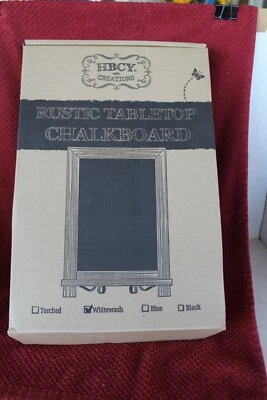 HBCY
CREATIONS
RUSTIC TABLETOP
CHALKBOARD
Torched Whitewash Blue Black